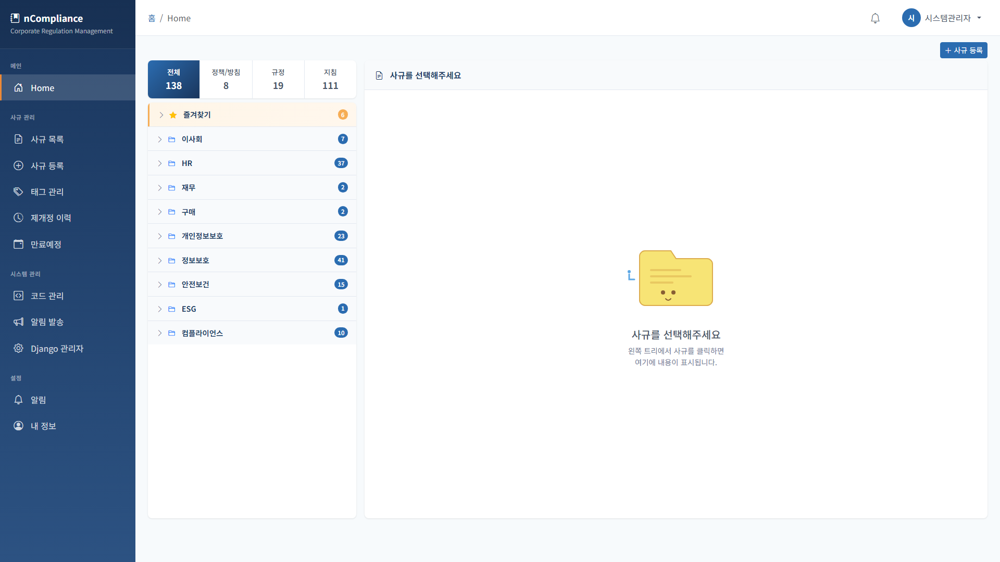 nCompliance
Corporate Regulation Management
메인
Home
사규 관리
사규 목록
사규 등록
태그 관리
제개정 이력
만료예정
시스템 관리
코드 관리
알림 발송
Django 관리자
설정
알림
내 정보
홈 / Home
시 시스템관리자
+ 사규 등록
전체 정책/방침 규정 지침
138 8 19 111
즐겨찾기 6
이사회 7
HR 37
재무 2
구매 2
개인정보보호 23
정보보호 41
안전보건 15
ESG 1
컴플라이언스 10
사규를 선택해주세요
사규를 선택해주세요
왼쪽 트리에서 사규를 클릭하면
여기에 내용이 표시됩니다.